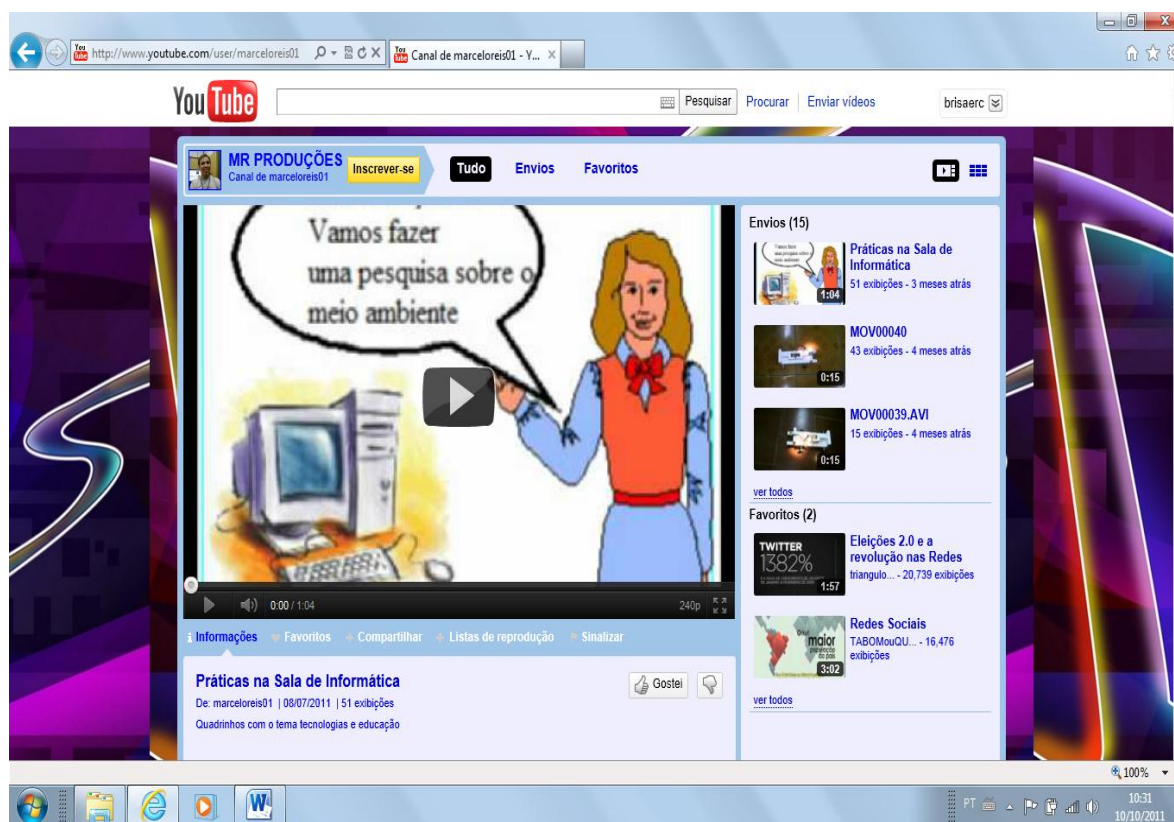 http://www.youtube.com/user/marceloreis01
Canal de marceloreis01 - Y...
You Tube
Pesquisar
Procurar
Enviar vídeos
brisaerc
MR PRODUÇÕES
Canal de marceloreis01
Inscrever-se
Tudo
Envios
Favoritos
Vamos fazer
uma pesquisa sobre o
meio ambiente
0:00 / 1:04
240p
Informações
Favoritos
Compartilhar
Listas de reprodução
Sinalizar
Práticas na Sala de Informática
De: marceloreis01 | 08/07/2011 | 51 exibições
Quadrinhos com o tema tecnologias e educação
Gostei
Envios (15)
1:04
Práticas na Sala de
Informática
51 exibições - 3 meses atrás
0:15
MOV00040
43 exibições - 4 meses atrás
0:15
MOV00039.AVI
15 exibições - 4 meses atrás
ver todos
Favoritos (2)
TWITTER
1382%
1:57
Eleições 2.0 e a
revolução nas Redes
triangulo... - 20,739 exibições
maior
3:02
Redes Sociais
TABOMouQU... - 16,476
exibições
ver todos
100%
PT
10:31
10/10/2011